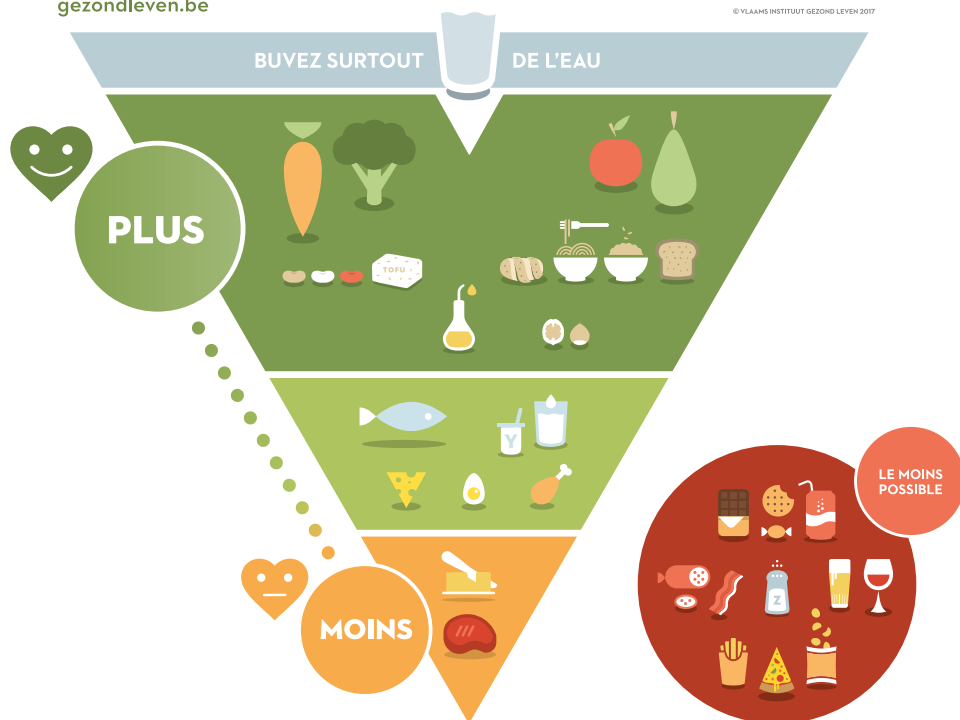 gezondleven.be
© VLAAMS INSTITUUT GEZOND LEVEN 2017
BUVEZ SURTOUT DE L'EAU
PLUS
TOFU
Y
LE MOINS
POSSIBLE
Z
MOINS